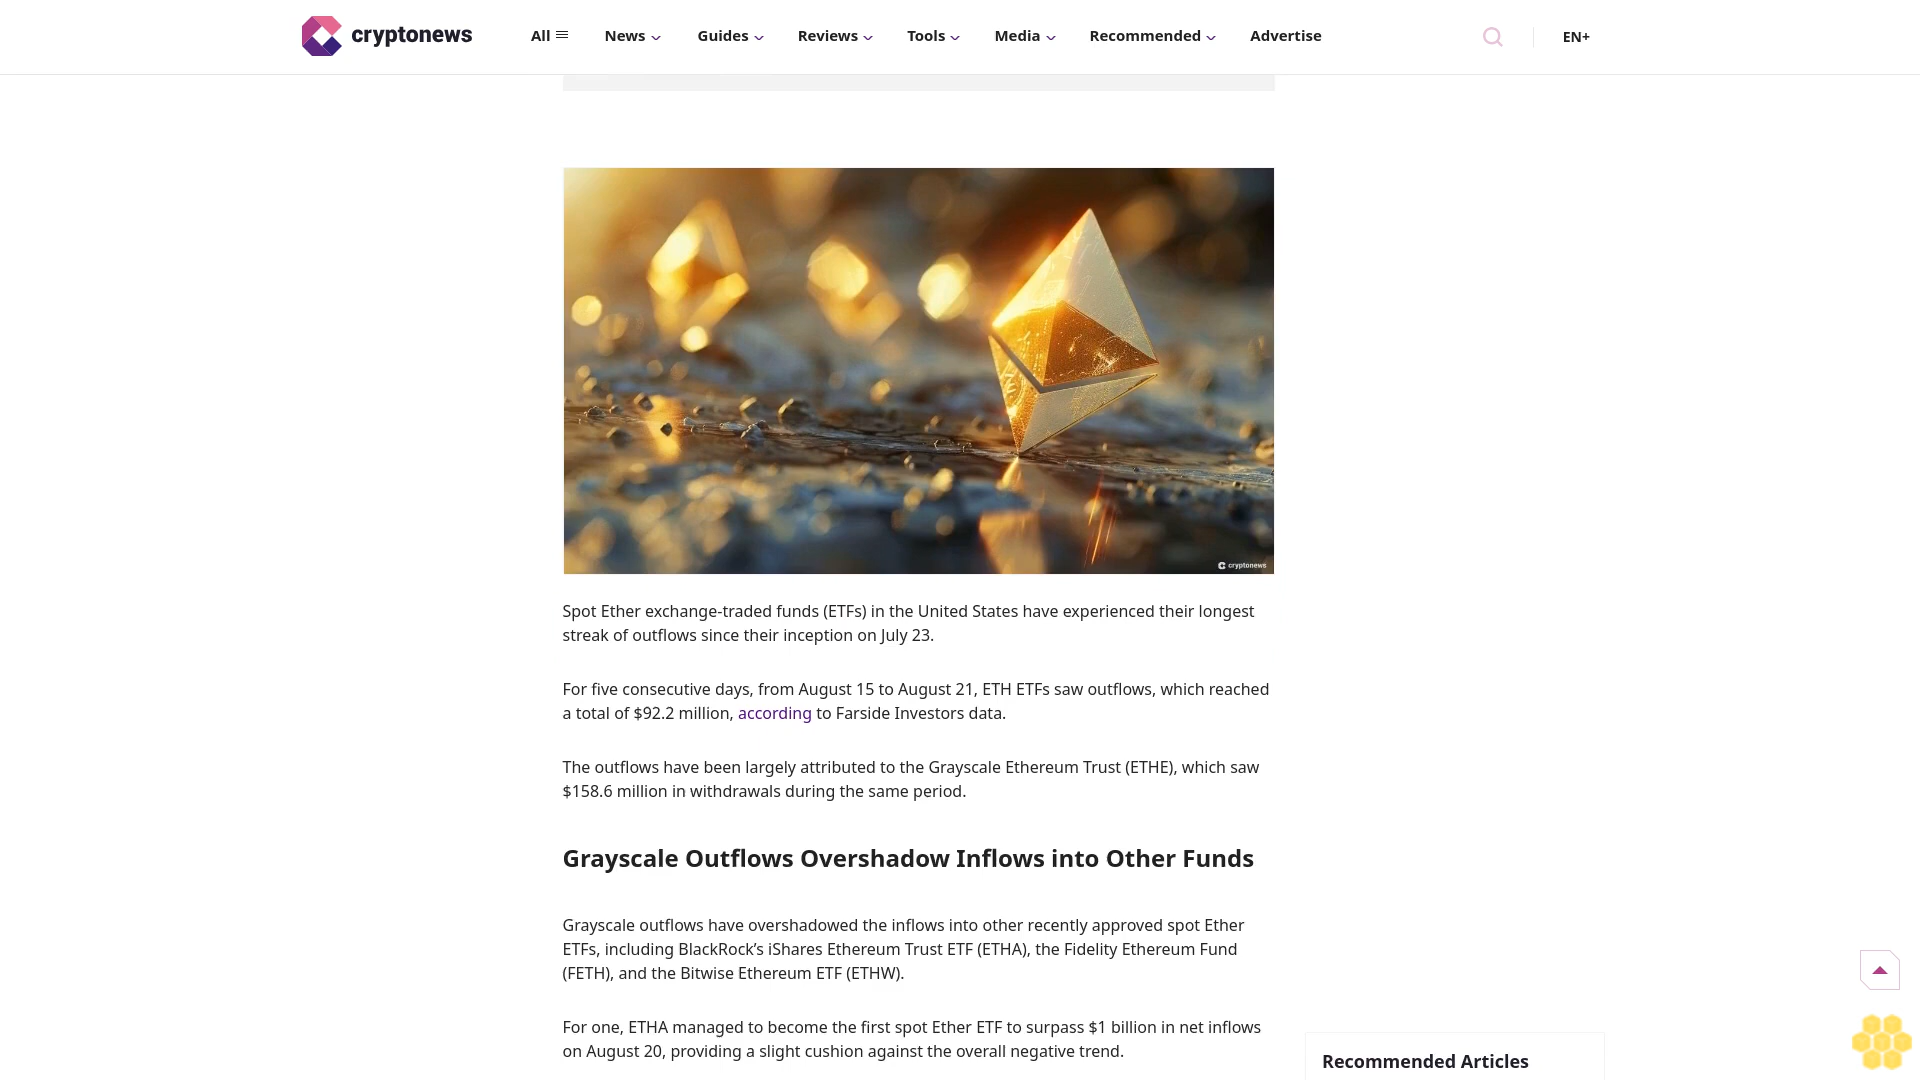 cryptonews
All
News
Guides
Reviews
Tools
Media
Recommended
Advertise
EN+
cryptonews
Spot Ether exchange-traded funds (ETFs) in the United States have experienced their longest
streak of outflows since their inception on July 23.
For five consecutive days, from August 15 to August 21, ETH ETFs saw outflows, which reached
a total of $92.2 million, according to Farside Investors data.
The outflows have been largely attributed to the Grayscale Ethereum Trust (ETHE), which saw
$158.6 million in withdrawals during the same period.
Grayscale Outflows Overshadow Inflows into Other Funds
Grayscale outflows have overshadowed the inflows into other recently approved spot Ether
ETFs, including BlackRock’s iShares Ethereum Trust ETF (ETHA), the Fidelity Ethereum Fund
(FETH), and the Bitwise Ethereum ETF (ETHW).
For one, ETHA managed to become the first spot Ether ETF to surpass $1 billion in net inflows
on August 20, providing a slight cushion against the overall negative trend.
Recommended Articles